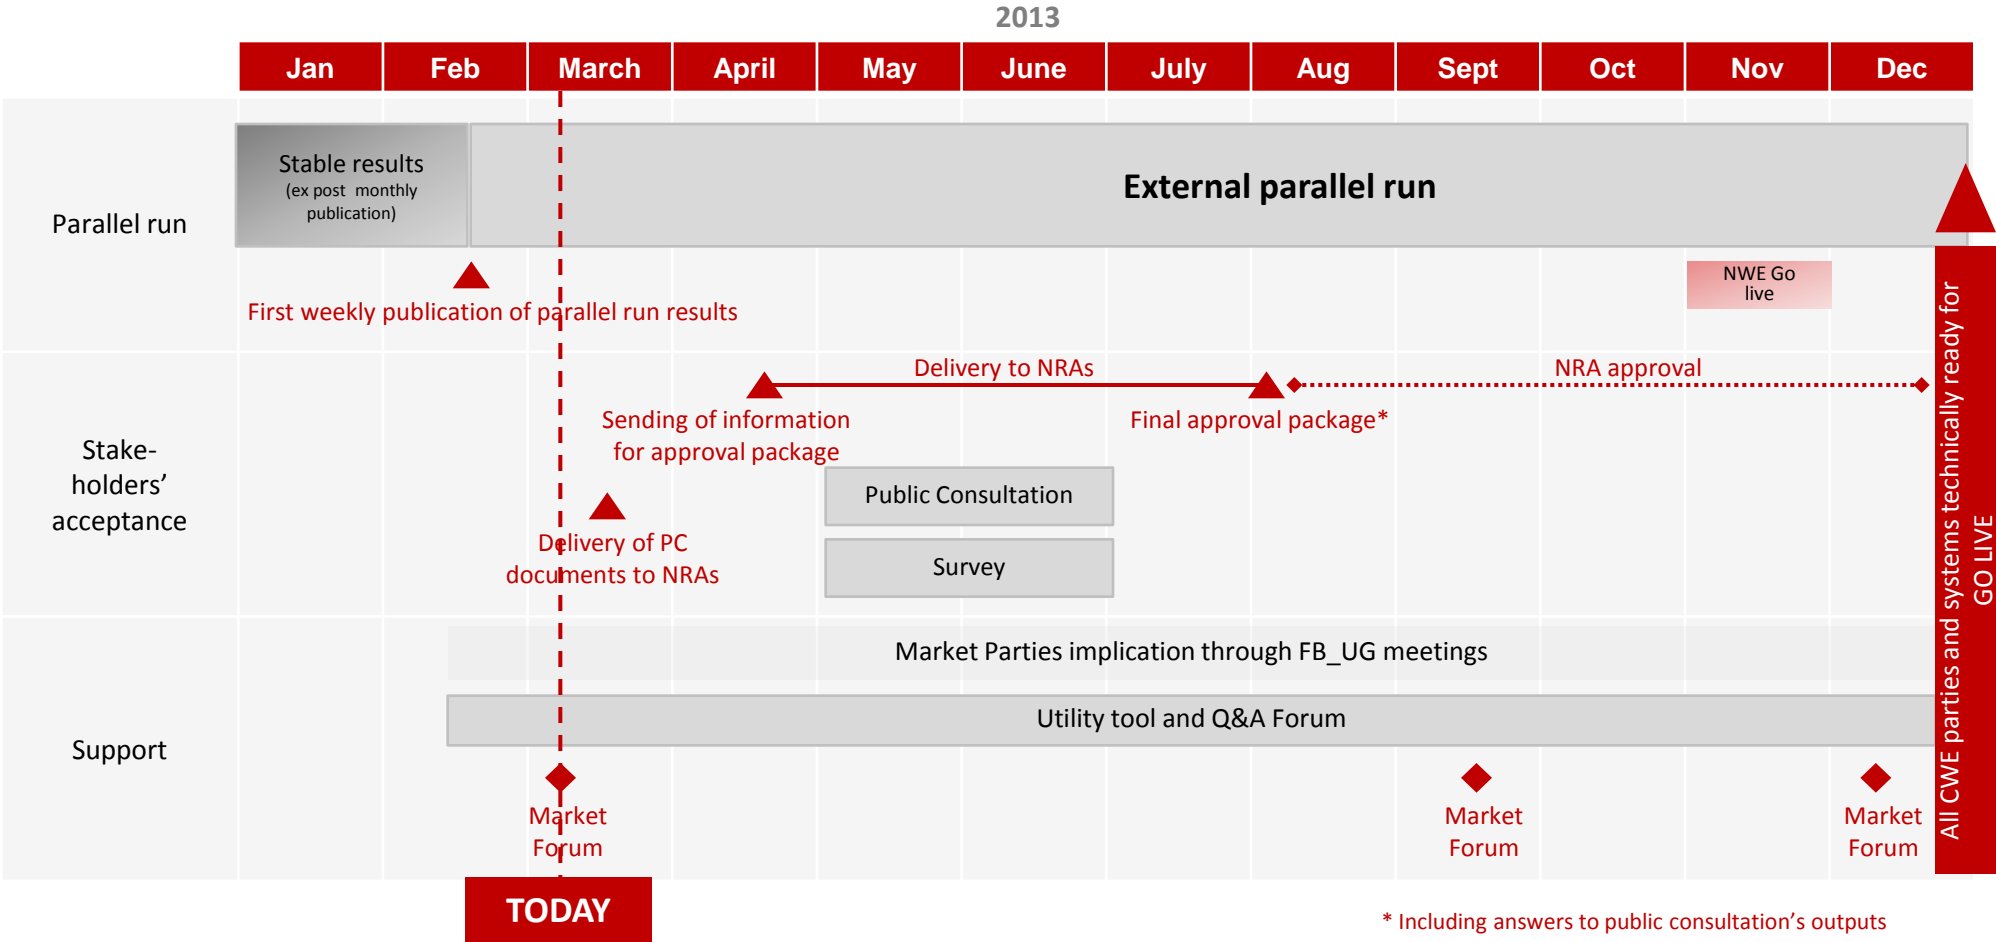 2013
Jan Feb March April May June July Aug Sept Oct Nov Dec
Parallel run
Stable results
(ex post monthly
publication)
External parallel run
First weekly publication of parallel run results
NWE Go
live
Stake-
holders’
acceptance
Delivery to NRAs
NRA approval
Sending of information
for approval package
Final approval package*
Public Consultation
Delivery of PC
documents to NRAs
Survey
Support
Market Parties implication through FB_UG meetings
Utility tool and Q&A Forum
Market
Forum
Market
Forum
Market
Forum
All CWE parties and systems technically ready for
GO LIVE
TODAY
* Including answers to public consultation’s outputs